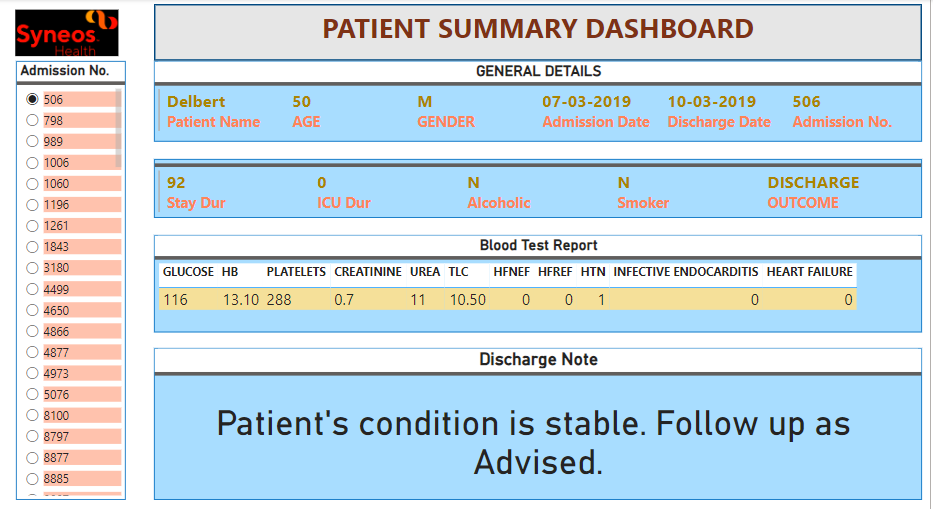 Syneos
Health
PATIENT SUMMARY DASHBOARD
Admission No.
506
798
989
1006
1060
1196
1261
1843
3180
4499
4650
4866
4877
4973
5076
8100
8797
8877
8885
GENERAL DETAILS
Delbert 50 M 07-03-2019 10-03-2019 506
Patient Name AGE GENDER Admission Date Discharge Date Admission No.
92 0 N N DISCHARGE
Stay Dur ICU Dur Alcoholic Smoker OUTCOME
Blood Test Report
GLUCOSE HB PLATELETS CREATININE UREA TLC HFNEF HFREF HTN INFECTIVE ENDOCARDITIS HEART FAILURE
116 13.10 288 0.7 11 10.50 0 0 1 0 0
Discharge Note
Patient's condition is stable. Follow up as
Advised.